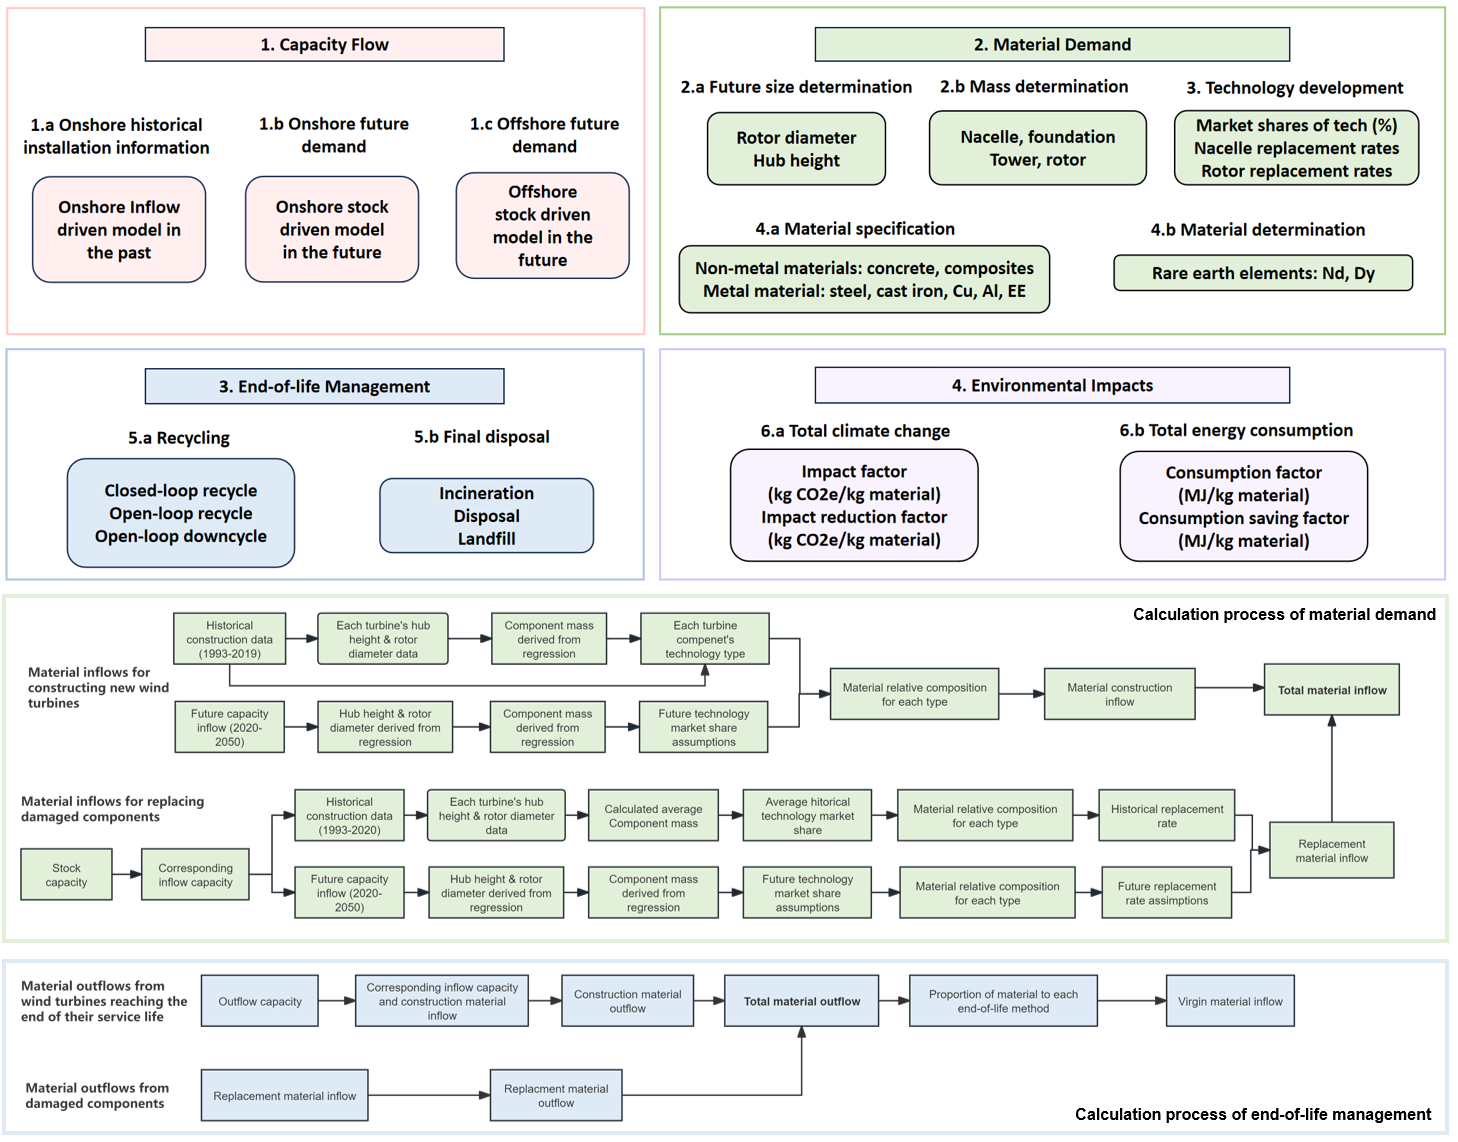 1. Capacity Flow
1.a Onshore historical
installation information
Onshore Inflow
driven model in
the past
1.b Onshore future
demand
Onshore stock
driven model
in the future
1.c Offshore future
demand
Offshore
stock driven
model in the
future
2. Material Demand
2.a Future size determination
Rotor diameter
Hub height
2.b Mass determination
Nacelle, foundation
Tower, rotor
3. Technology development
Market shares of tech (%)
Nacelle replacement rates
Rotor replacement rates
4.a Material specification
Non-metal materials: concrete, composites
Metal material: steel, cast iron, Cu, Al, EE
4.b Material determination
Rare earth elements: Nd, Dy
3. End-of-life Management
5.a Recycling
Closed-loop recycle
Open-loop recycle
Open-loop downcycle
5.b Final disposal
Incineration
Disposal
Landfill
4. Environmental Impacts
6.a Total climate change
Impact factor
(kg CO2e/kg material)
Impact reduction factor
(kg CO2e/kg material)
6.b Total energy consumption
Consumption factor
(MJ/kg material)
Consumption saving factor
(MJ/kg material)
Calculation process of material demand
Material inflows for
constructing new wind
turbines
Historical
construction data
(1993-2019)
Each turbine's hub
height & rotor
diameter data
Component mass
derived from
regression
Each turbine
compenet's
technology type
Future capacity
inflow (2020-
2050)
Hub height & rotor
diameter derived from
regression
Component mass
derived from
regression
Future technology
market share
assumptions
Material relative composition
for each type
Material construction
inflow
Total material inflow
Material inflows for replacing
damaged components
Stock
capacity
Corresponding
inflow capacity
Historical
construction data
(1993-2020)
Each turbine's hub
height & rotor diameter
data
Calculated average
Component mass
Average hitorical
technology market
share
Material relative composition
for each type
Historical replacement
rate
Future capacity
inflow (2020-
2050)
Hub height & rotor
diameter derived from
regression
Component mass
derived from
regression
Future technology
market share
assumptions
Material relative composition
for each type
Future replacement
rate assimptions
Replacement
material inflow
Material outflows from
wind turbines reaching the
end of their service life
Outflow capacity
Corresponding inflow capacity
and construction material
inflow
Construction material
outflow
Total material outflow
Proportion of material to each
end-of-life method
Virgin material inflow
Material outflows from
damaged components
Replacement material inflow
Replacment material
outflow
Calculation process of end-of-life management